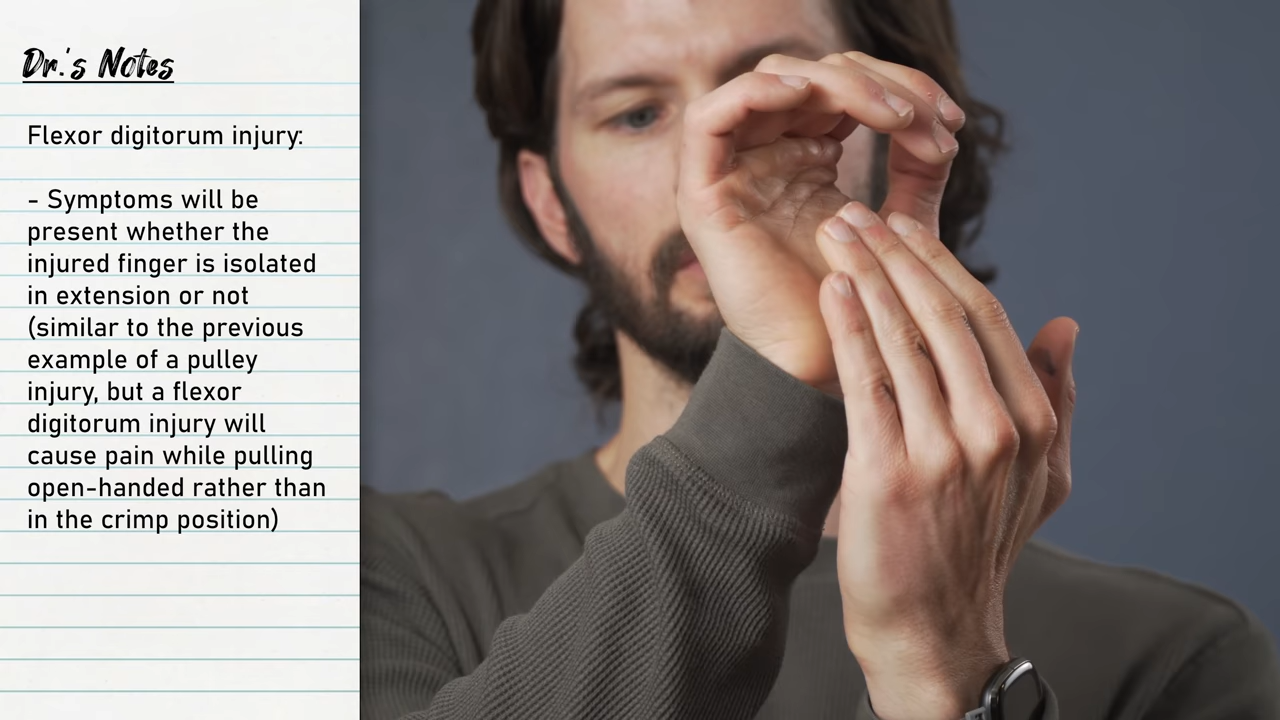 Dr.'s Notes
Flexor digitorum injury:
- Symptoms will be
present whether the
injured finger is isolated
in extension or not
(similar to the previous
example of a pulley
injury, but a flexor
digitorum injury will
cause pain while pulling
open-handed rather than
in the crimp position)